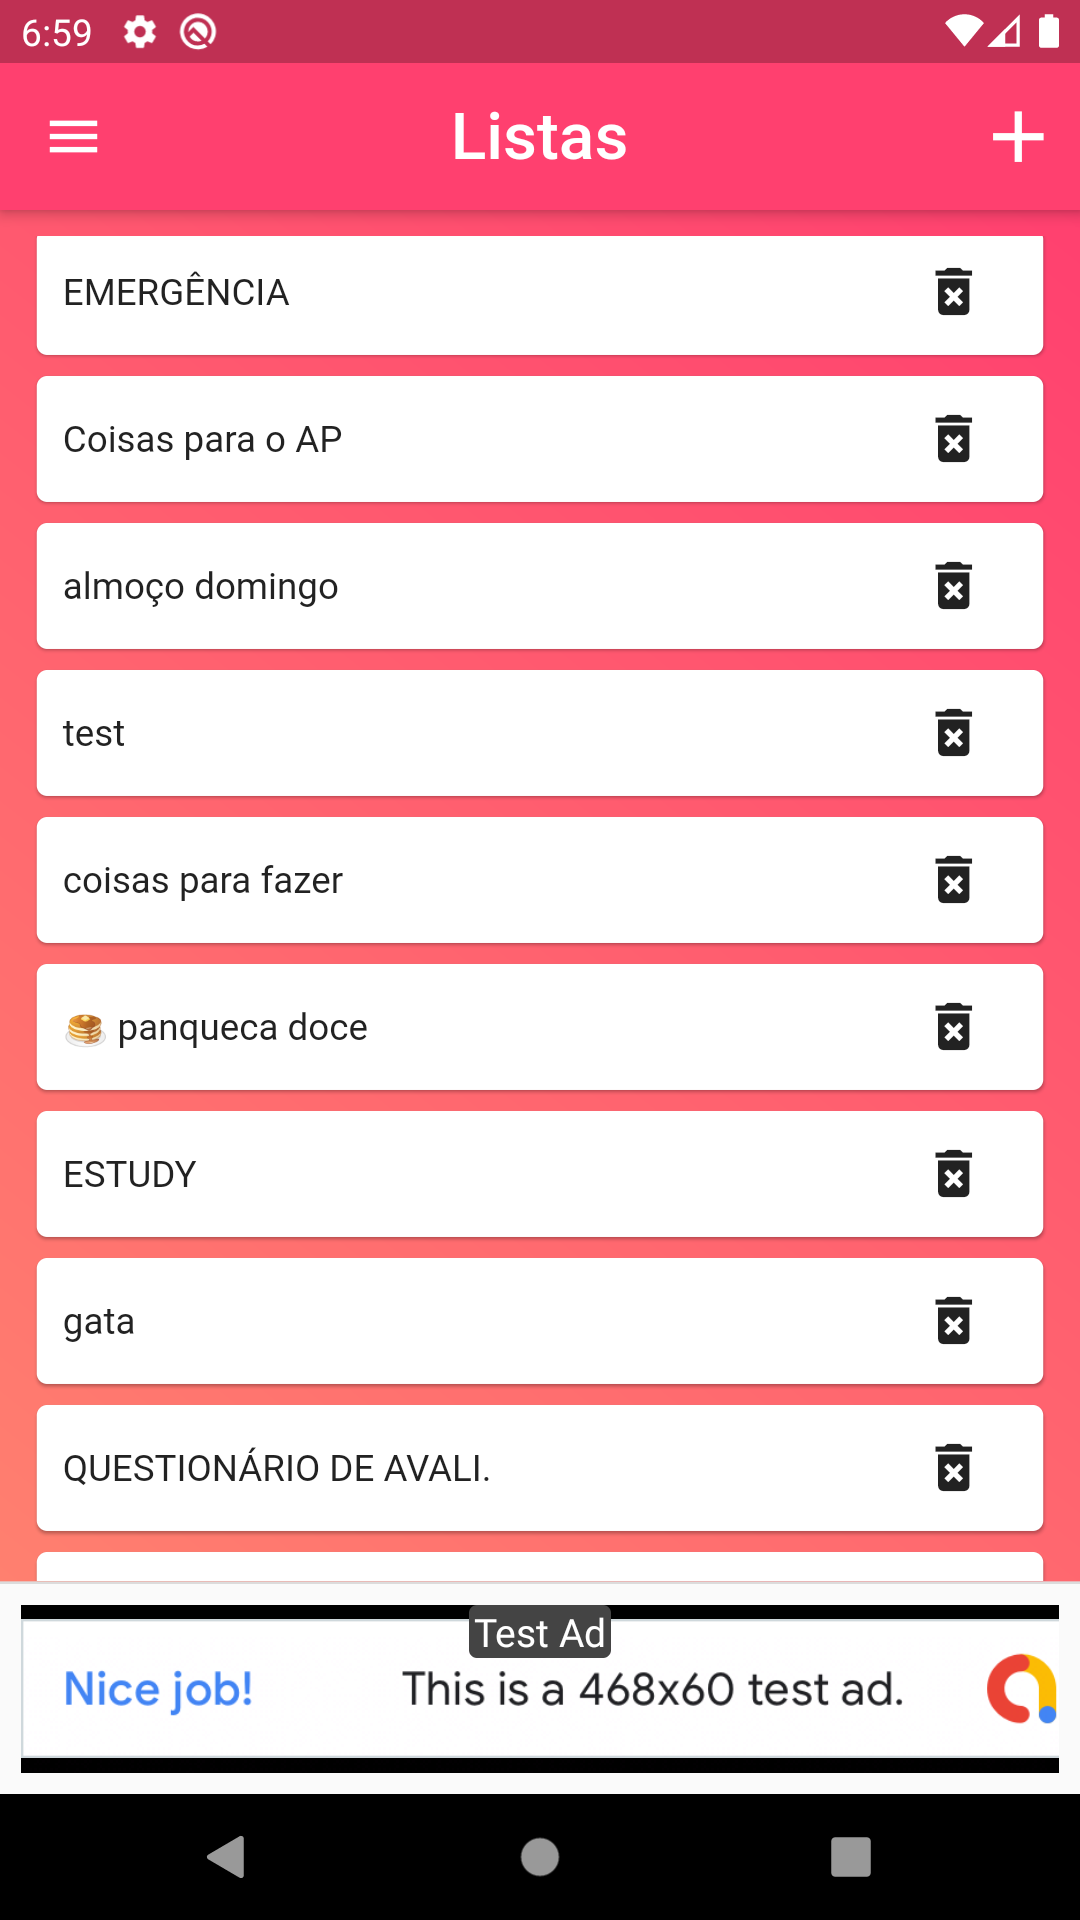 6:59
Listas
EMERGÊNCIA
Coisas para o AP
almoço domingo
test
coisas para fazer
🥞 panqueca doce
ESTUDY
gata
QUESTIONÁRIO DE AVALI.
Test Ad
Nice job! This is a 468x60 test ad.